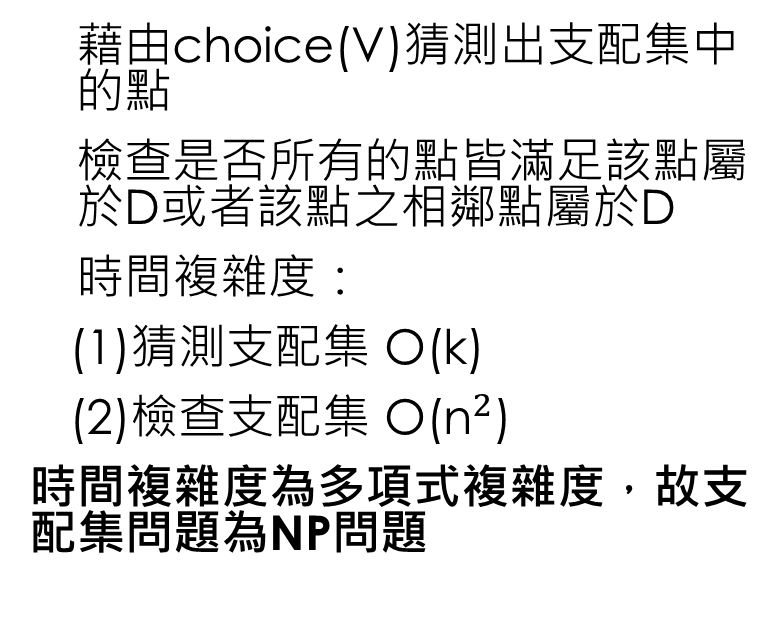 藉由choice(V)猜測出支配集中
的點
檢查是否所有的點皆滿足該點屬
於D或者該點之相鄰點屬於D
時間複雜度：
(1)猜測支配集 O(k)
(2)檢查支配集 O(n²)
時間複雜度為多項式複雜度，故支
配集問題為NP問題